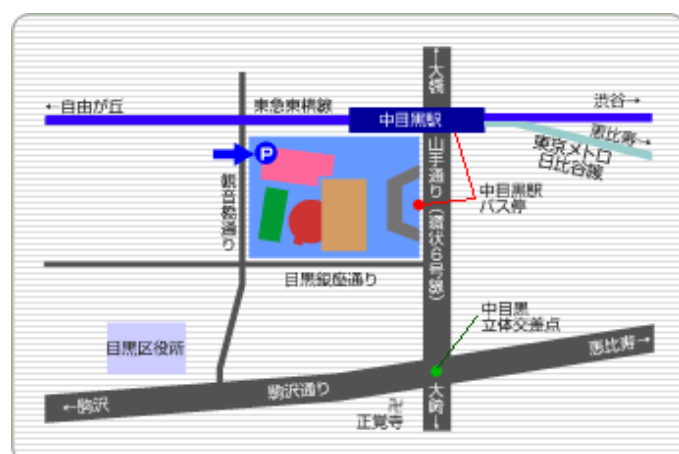 ←大橋
←自由が丘
東急東横線
渋谷→
中目黒駅
恵比寿→
東京メトロ
日比谷線
P
山手通り(環状6号線)
観音通り
中目黒駅
バス停
目黒銀座通り
中目黒
立体交差点
目黒区役所
恵比寿→
駒沢通り
←駒沢
大崎→
卍
正覚寺